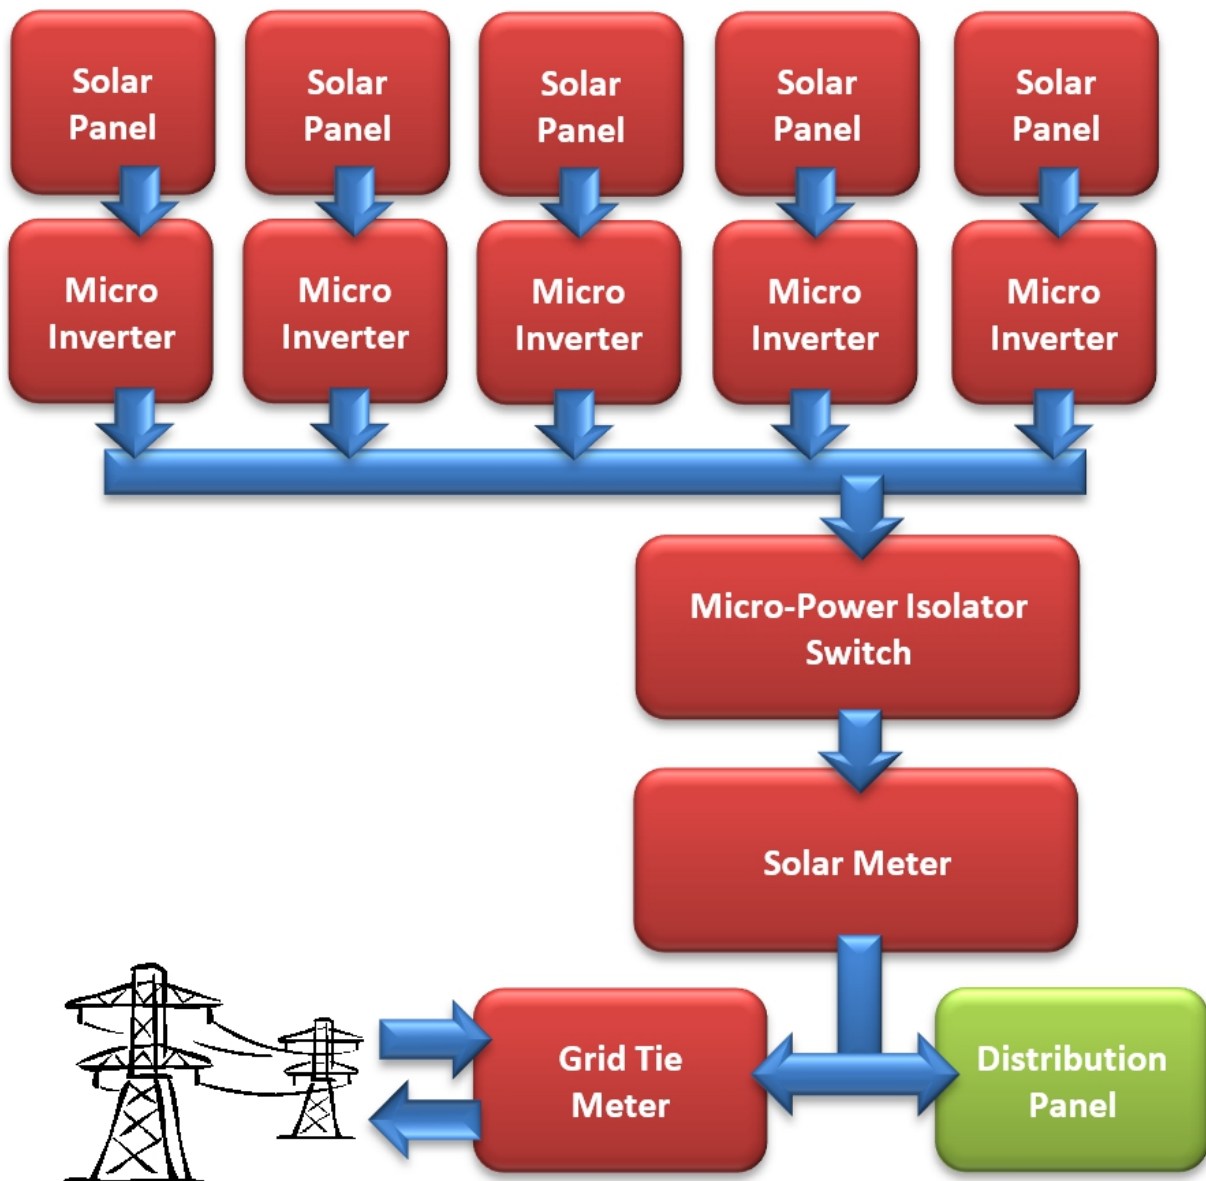 Solar
Panel
Solar
Panel
Solar
Panel
Solar
Panel
Solar
Panel
Micro
Inverter
Micro
Inverter
Micro
Inverter
Micro
Inverter
Micro
Inverter
Micro-Power Isolator
Switch
Solar Meter
Grid Tie
Meter
Distribution
Panel